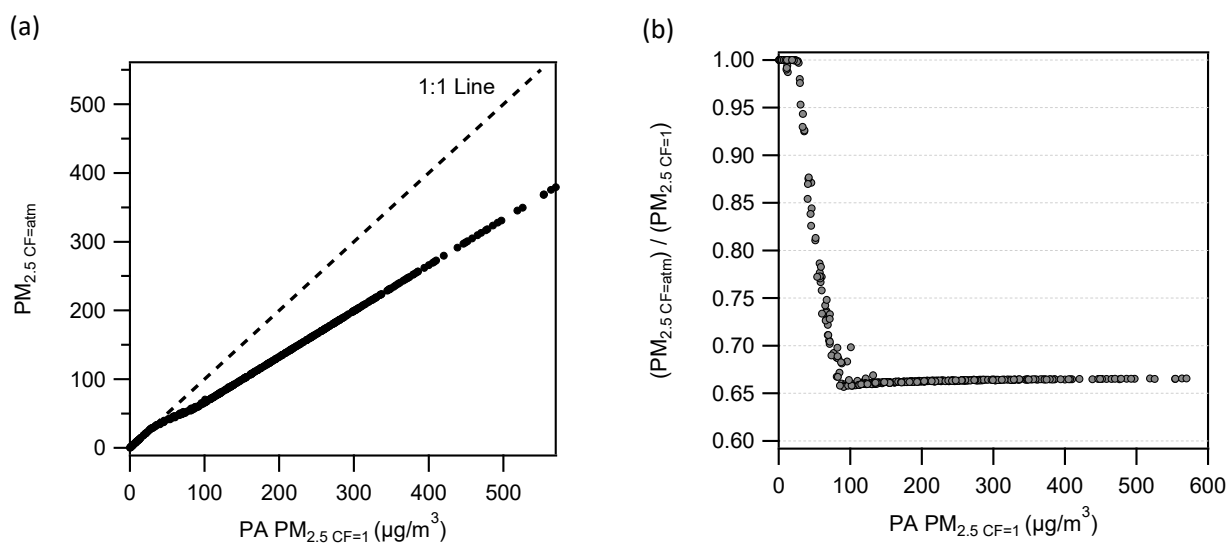 (a)
500
400
300
200
100
0
PM2.5 CF=atm
1:1 Line
0 100 200 300 400 500
PA PM2.5 CF=1 (µg/m³)
(b)
1.00
0.95
0.90
0.85
0.80
0.75
0.70
0.65
0.60
(PM2.5 CF=atm) / (PM2.5 CF=1)
0 100 200 300 400 500 600
PA PM2.5 CF=1 (µg/m³)